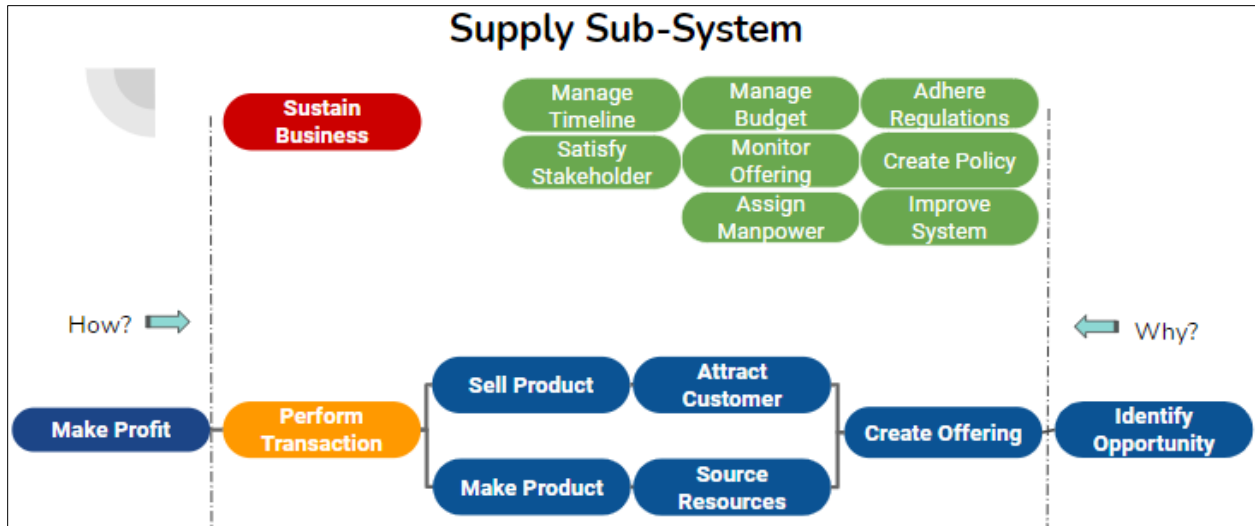 Supply Sub-System
Sustain
Business
Manage
Timeline
Manage
Budget
Adhere
Regulations
Satisfy
Stakeholder
Monitor
Offering
Create Policy
Assign
Manpower
Improve
System
How?
Why?
Sell Product
Attract
Customer
Make Profit
Perform
Transaction
Create Offering
Identify
Opportunity
Make Product
Source
Resources